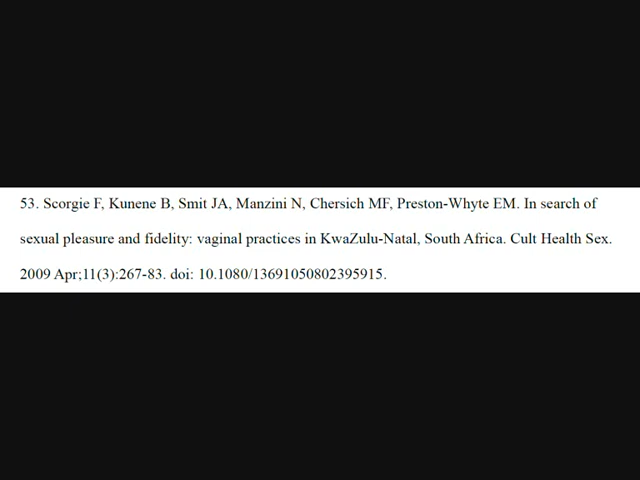 53. Scorgie F, Kunene B, Smit JA, Manzini N, Chersich MF, Preston-Whyte EM. In search of
sexual pleasure and fidelity: vaginal practices in KwaZulu-Natal, South Africa. Cult Health Sex.
2009 Apr;11(3):267-83. doi: 10.1080/13691050802395915.